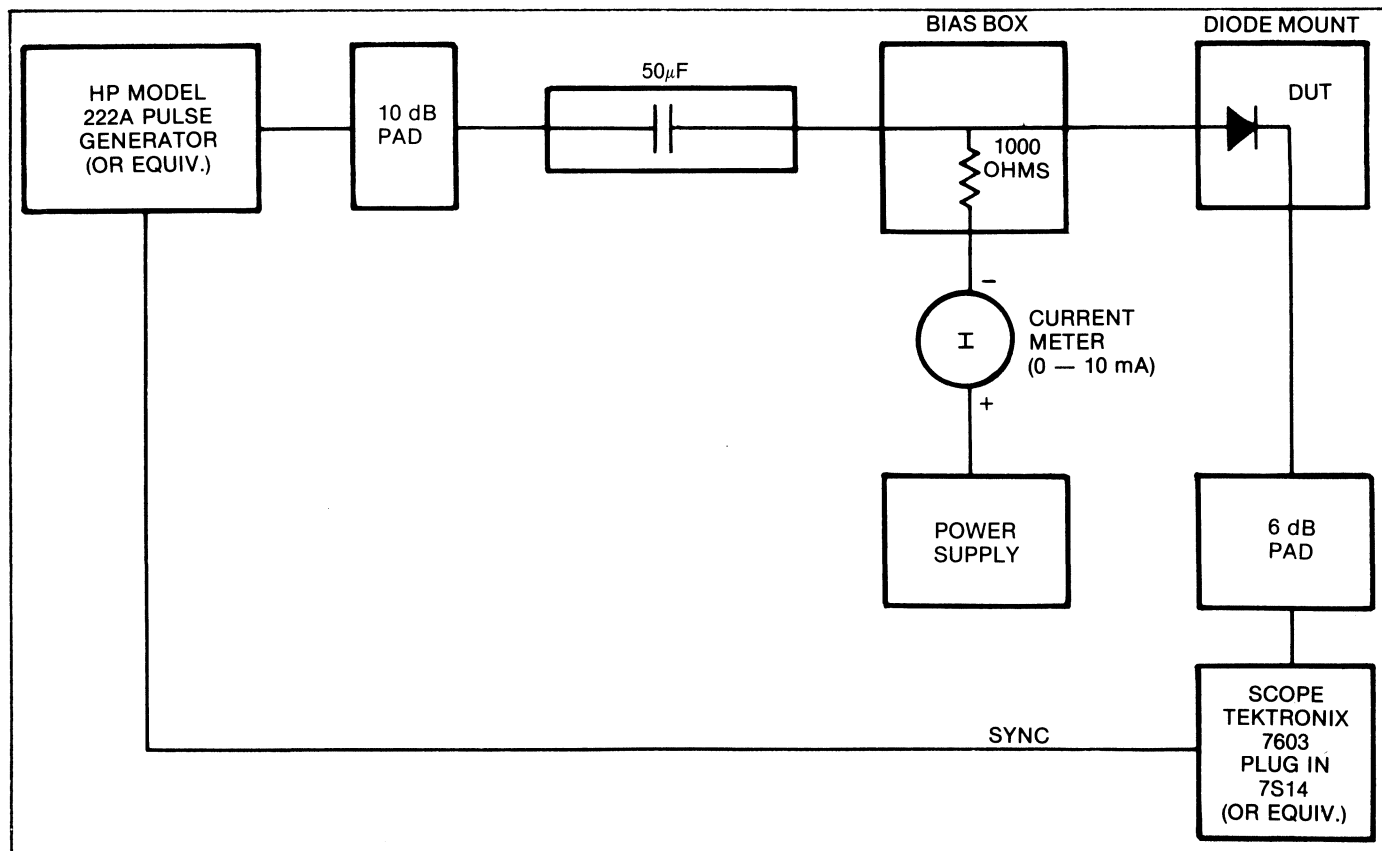 BIAS BOX
DIODE MOUNT
HP MODEL
222A PULSE
GENERATOR
(OR EQUIV.)
10 dB
PAD
50μF
1000
OHMS
DUT
−
I
CURRENT
METER
(0 — 10 mA)
+
POWER
SUPPLY
6 dB
PAD
SYNC
SCOPE
TEKTRONIX
7603
PLUG IN
7S14
(OR EQUIV.)